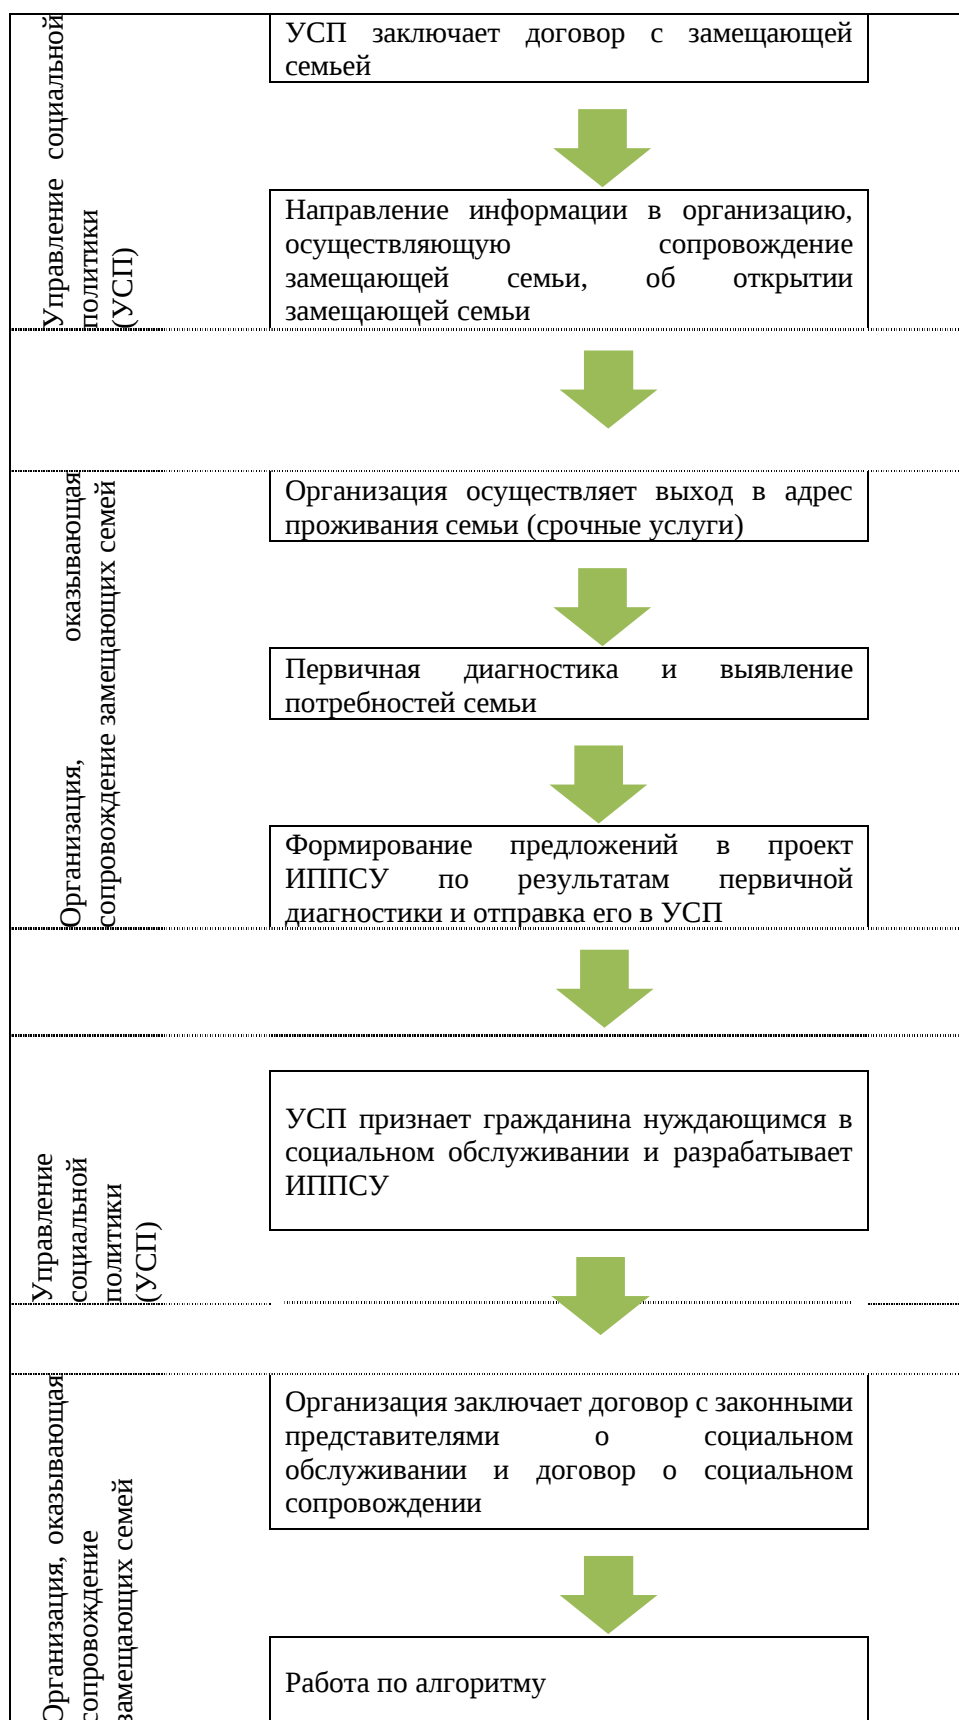 Управление социальной
политики
(УСП)
УСП заключает договор с замещающей
семьей
Направление информации в организацию,
осуществляющую сопровождение
замещающей семьи, об открытии
замещающей семьи
Организация, оказывающая
сопровождение замещающих семей
Организация осуществляет выход в адрес
проживания семьи (срочные услуги)
Первичная диагностика и выявление
потребностей семьи
Формирование предложений в проект
ИППСУ по результатам первичной
диагностики и отправка его в УСП
Управление
социальной
политики
(УСП)
УСП признает гражданина нуждающимся в
социальном обслуживании и разрабатывает
ИППСУ
Организация, оказывающая
сопровождение
замещающих семей
Организация заключает договор с законными
представителями о социальном
обслуживании и договор о социальном
сопровождении
Работа по алгоритму